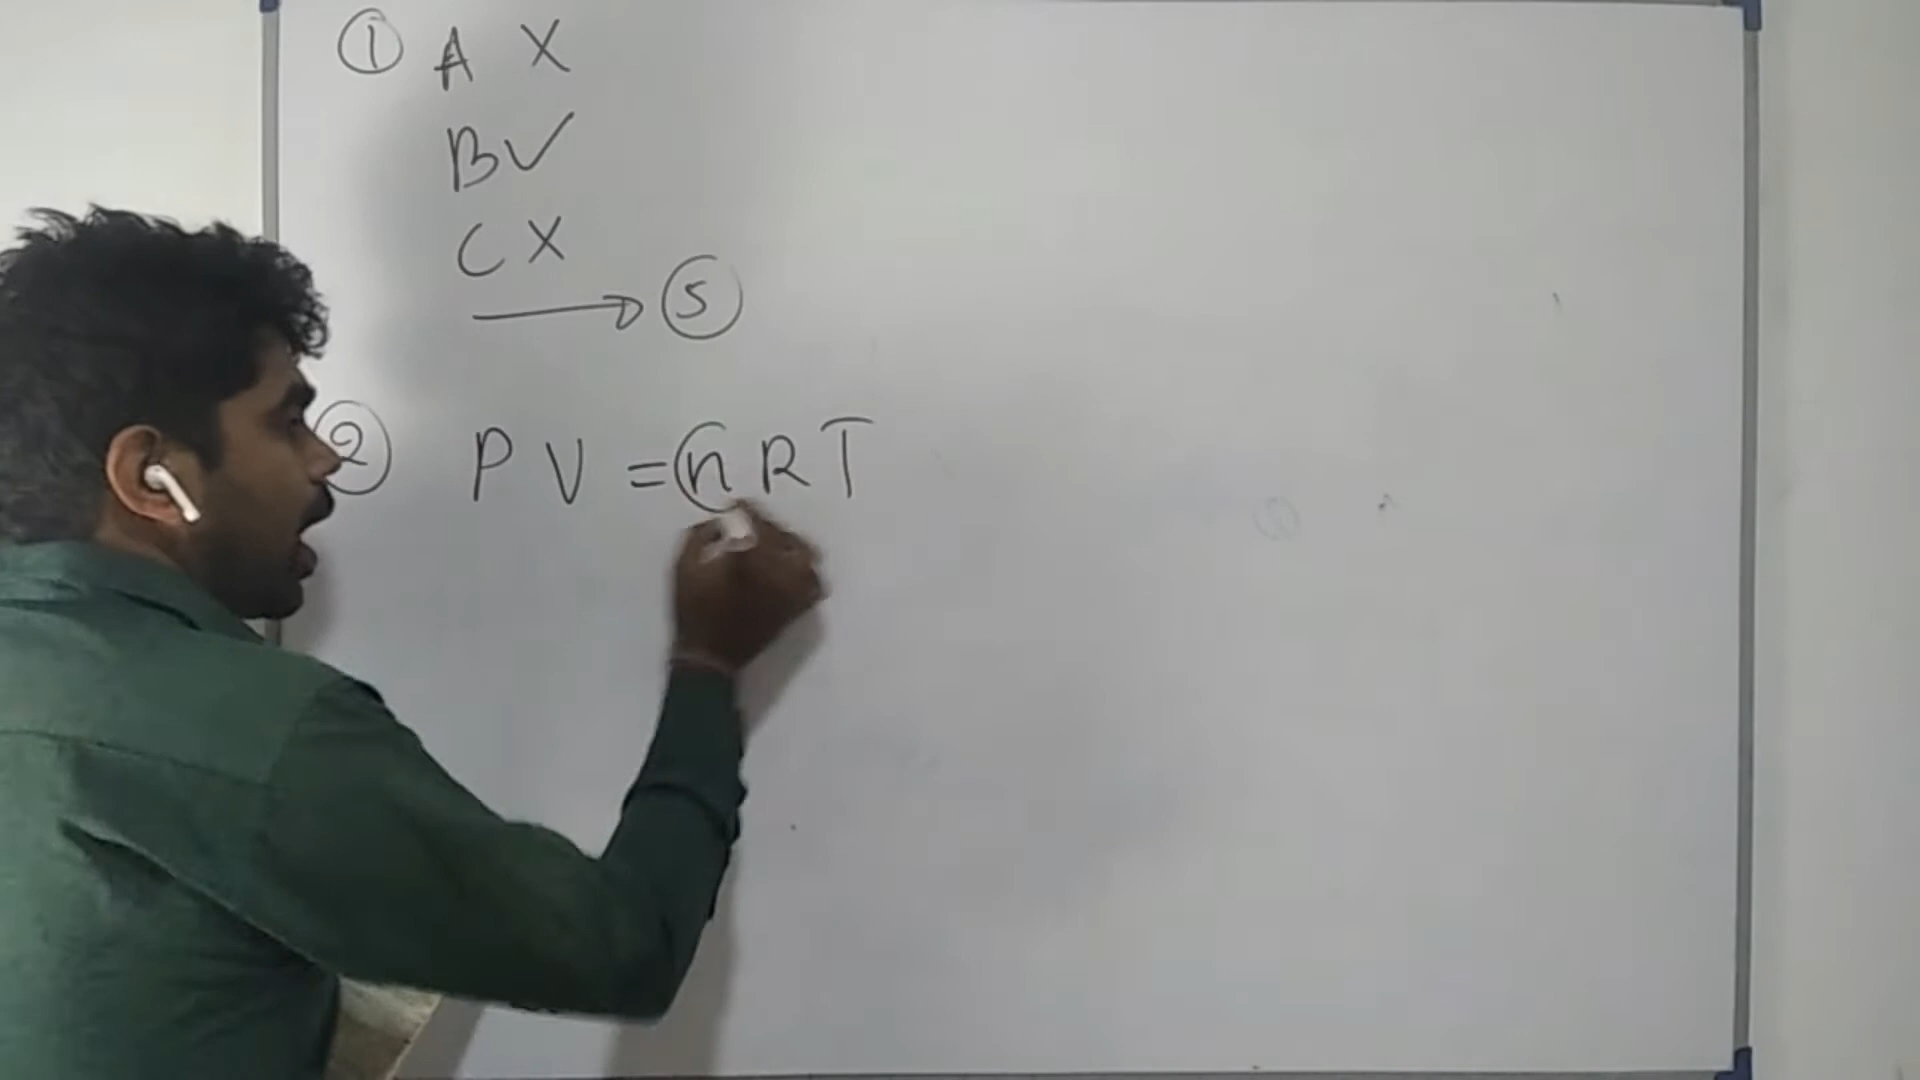 ① A X
B ✓
C X
→ ⑤
② PV = nRT